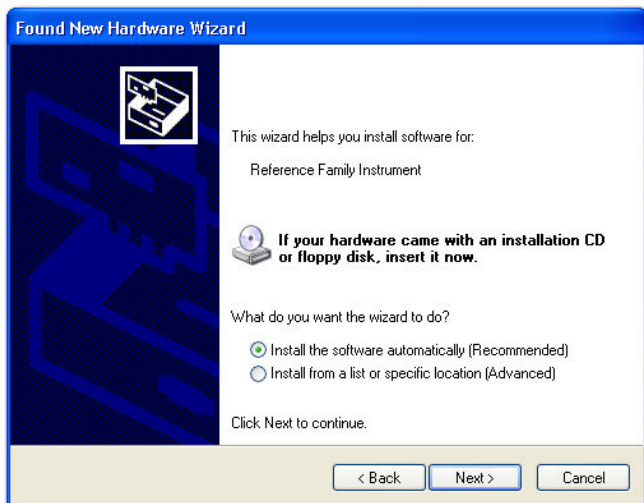 Found New Hardware Wizard
This wizard helps you install software for:
Reference Family Instrument
If your hardware came with an installation CD
or floppy disk, insert it now.
What do you want the wizard to do?
Install the software automatically (Recommended)
Install from a list or specific location (Advanced)
Click Next to continue.
< Back Next > Cancel